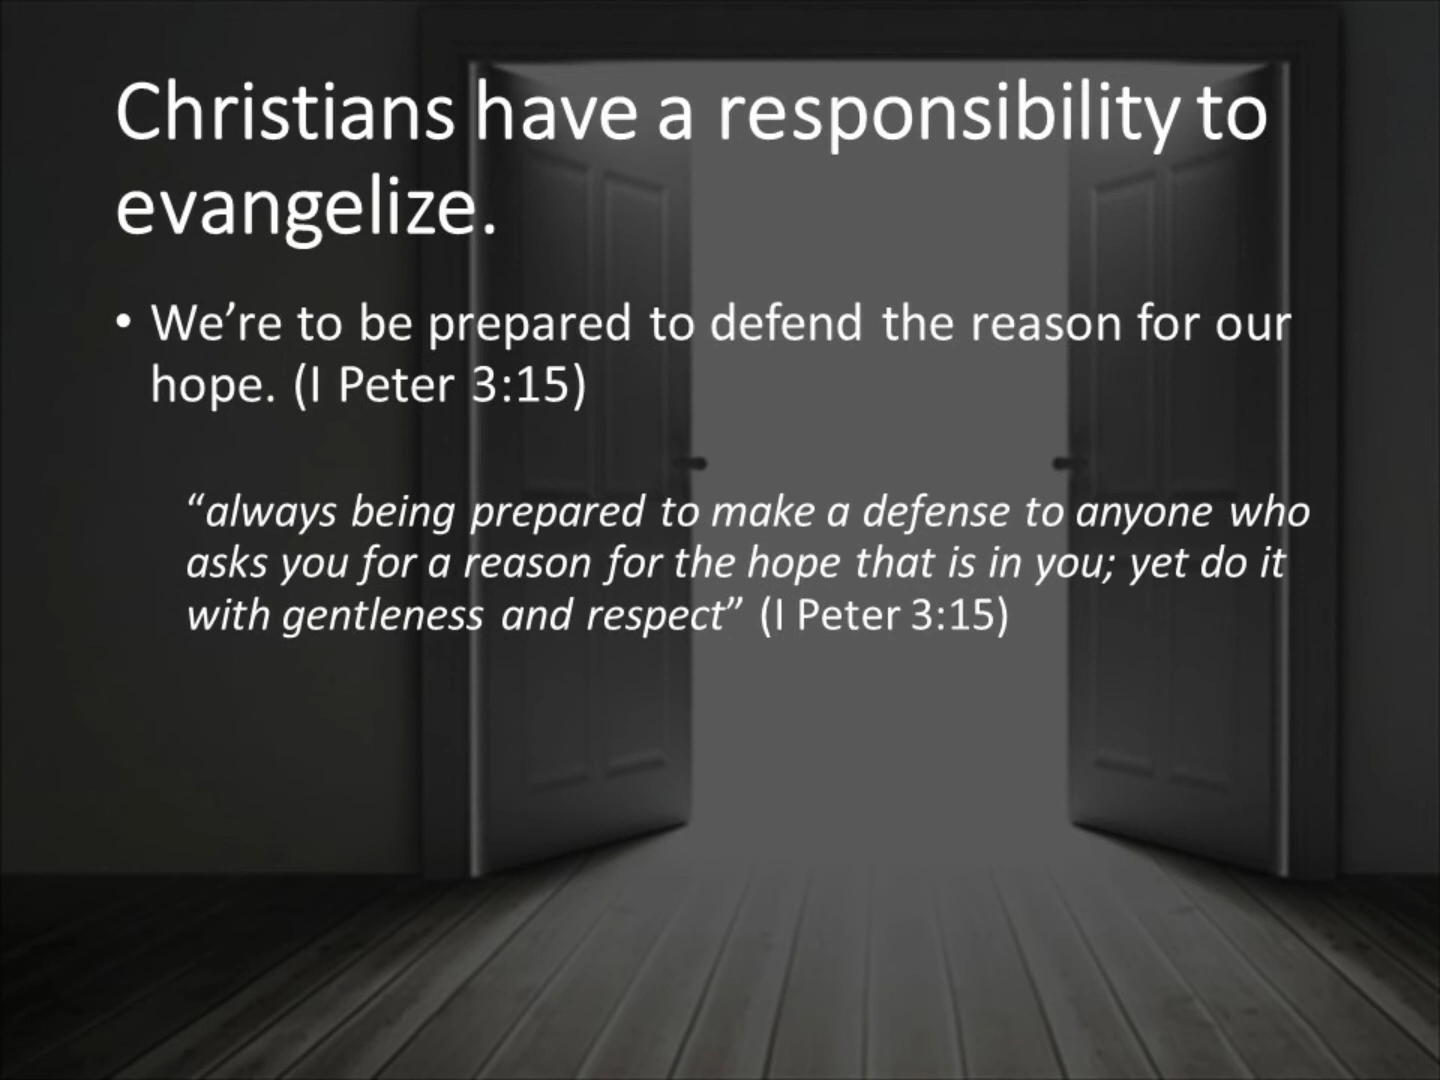 Christians have a responsibility to
evangelize.
• We’re to be prepared to defend the reason for our
hope. (I Peter 3:15)
“always being prepared to make a defense to anyone who
asks you for a reason for the hope that is in you; yet do it
with gentleness and respect” (I Peter 3:15)